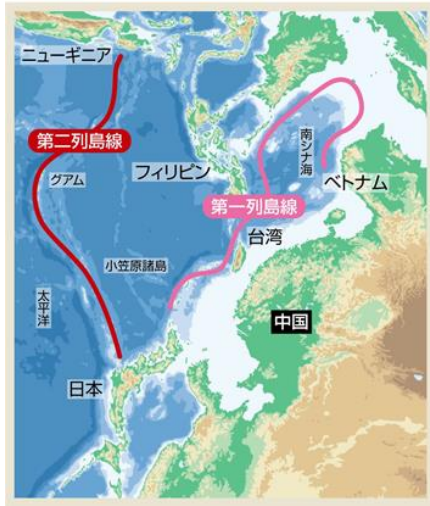 ニューギニア
第二列島線
グアム
フィリピン
南シナ海
ベトナム
第一列島線
台湾
小笠原諸島
太平洋
中国
日本